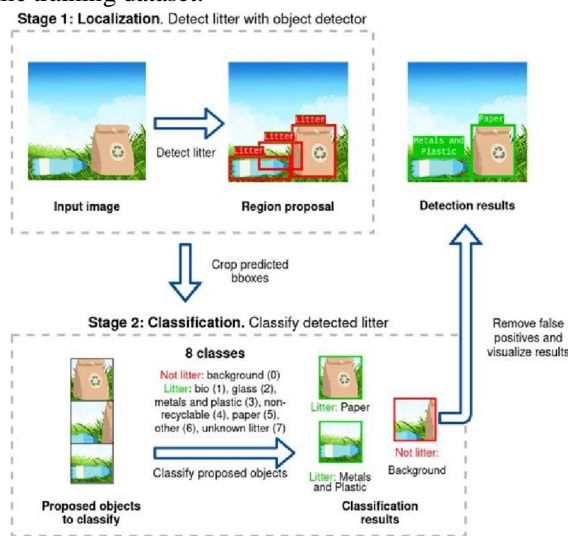 ne training dataset.
Stage 1: Localization. Detect litter with object detector
Litter
Litter
Litter
Detect litter
Input image
Region proposal
Paper
Metals and
Plastic
Detection results
Crop predicted
bboxes
Stage 2: Classification. Classify detected litter
8 classes
Not litter: background (0)
Litter: bio (1), glass (2),
metals and plastic (3), non-
recyclable (4), paper (5),
other (6), unknown litter (7)
Classify proposed objects
Proposed objects
to classify
Litter: Paper
Litter: Metals
and Plastic
Not litter:
Background
Classification
results
Remove false
positives and
visualize results